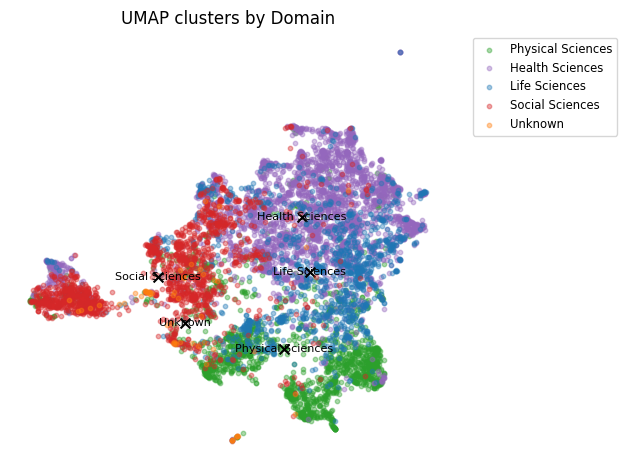 UMAP clusters by Domain
Physical Sciences
Health Sciences
Life Sciences
Social Sciences
Unknown
Health Sciences
Life Sciences
Social Sciences
Unknown
Physical Sciences